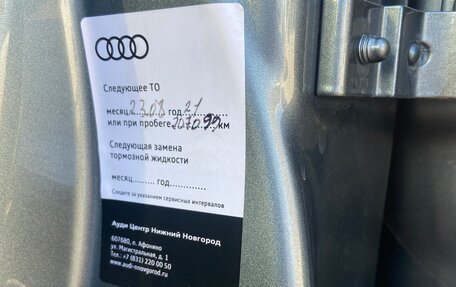 Следующее ТО
месяц 23.08 год 21
или при пробеге 207099 км
Следующая замена
тормозной жидкости
месяц......... год.............
Следите за указанием сервисных интервалов
Ауди Центр Нижний Новгород
607680, п. Афонино
ул. Магистральная, д. 1
Тел.: +7 (831) 220 00 50
www.audi-nnovgorod.ru